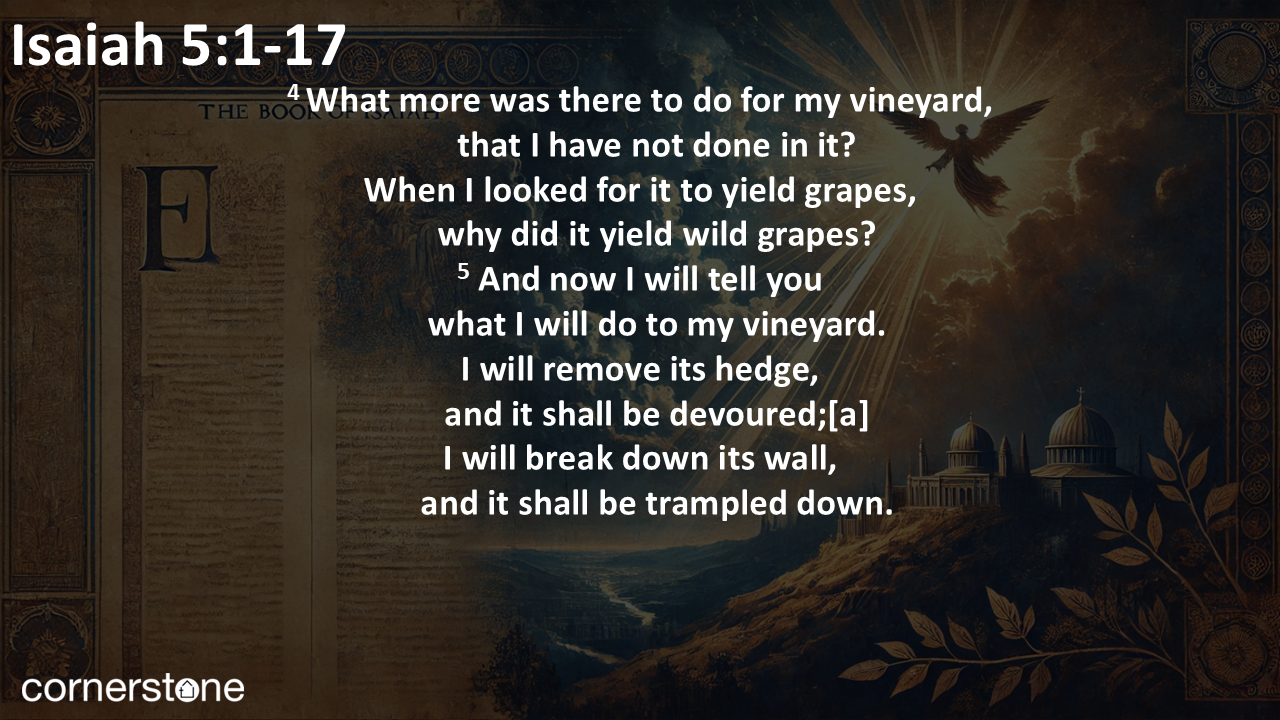 Isaiah 5:1-17
THE BOOK OF ISAIAH
4 What more was there to do for my vineyard,
that I have not done in it?
When I looked for it to yield grapes,
why did it yield wild grapes?
5 And now I will tell you
what I will do to my vineyard.
I will remove its hedge,
and it shall be devoured;[a]
I will break down its wall,
and it shall be trampled down.
E
cornerstone